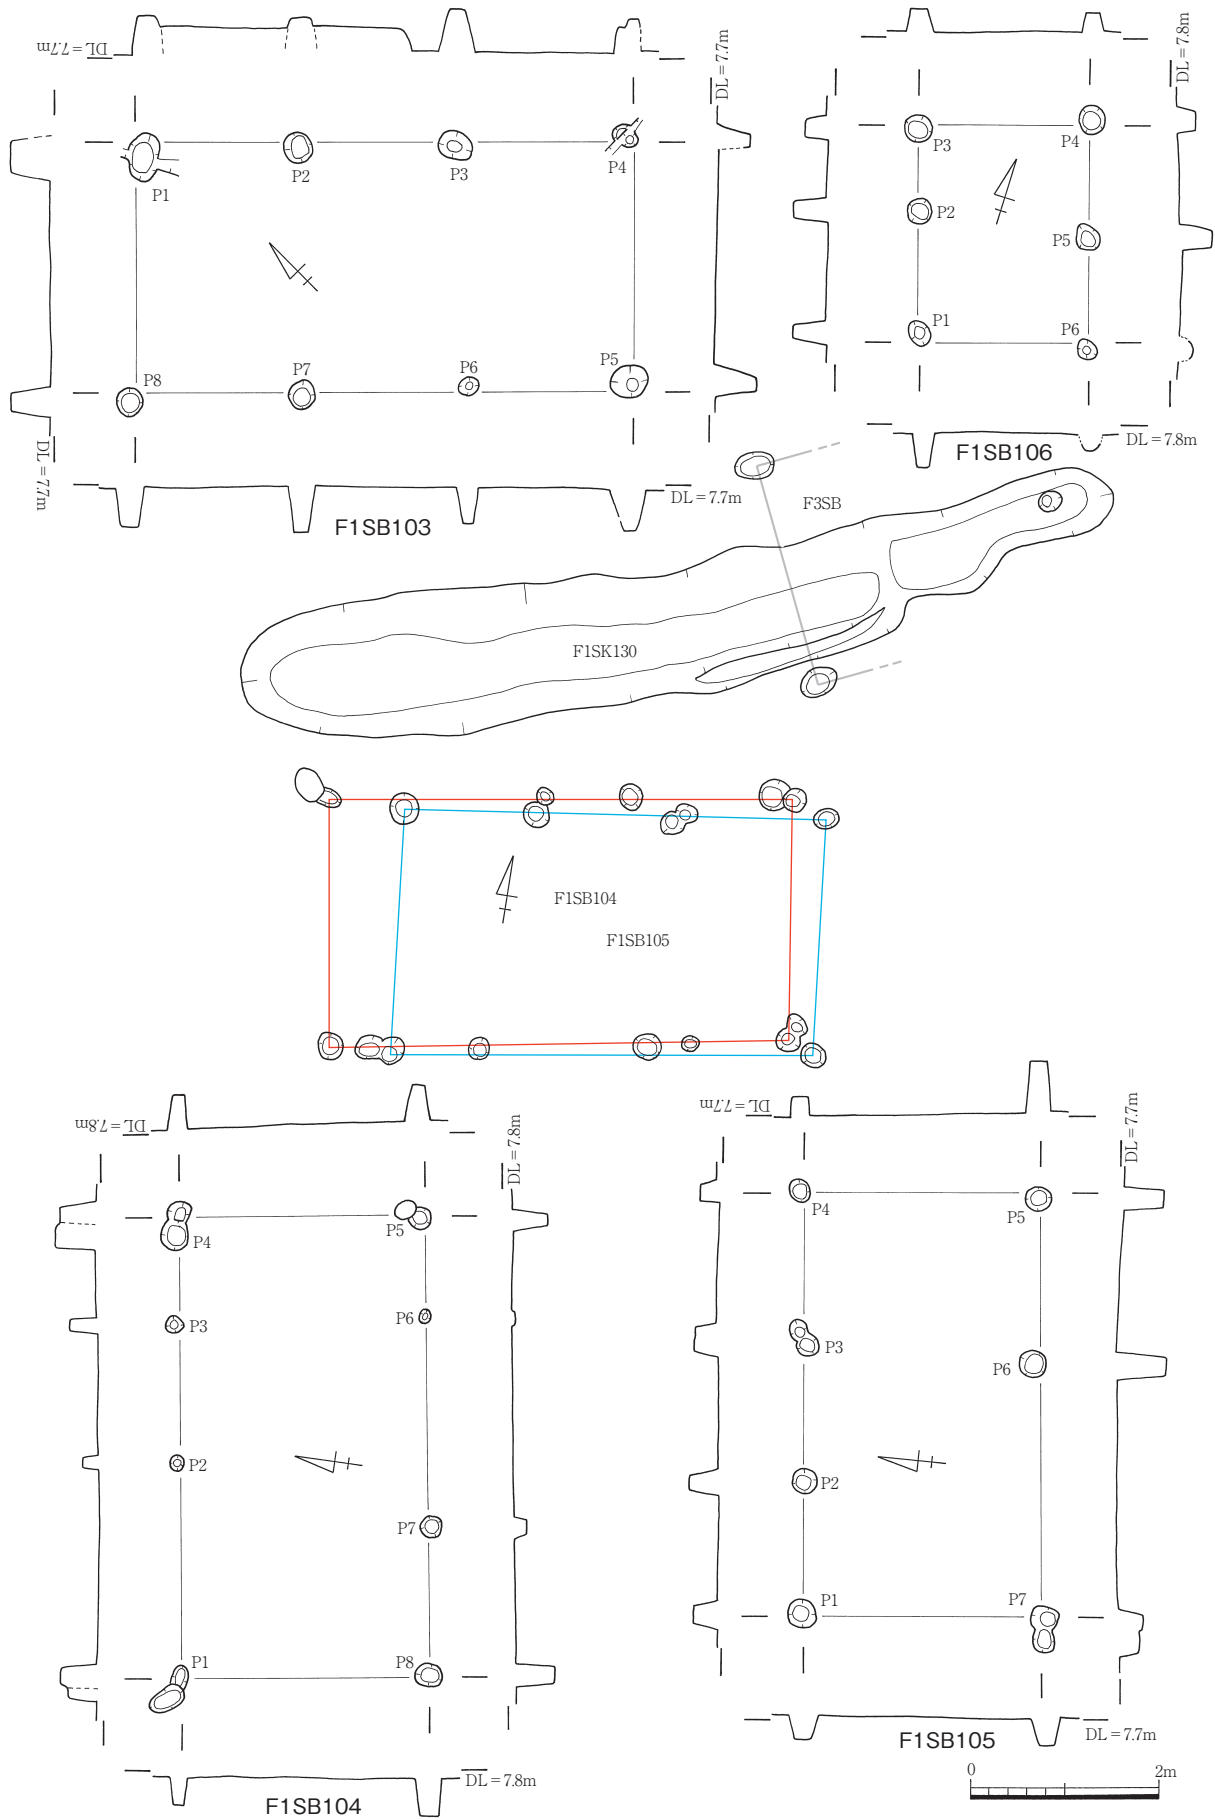 DL=7.7m
DL=7.7m
P1
P2
P3
P4
P8
P7
P6
P5
DL=7.7m
DL=7.7m
F1SB103
DL=7.8m
P3
P4
P2
P5
P1
P6
DL=7.8m
F1SB106
F3SB
F1SK130
F1SB104
F1SB105
DL=7.8m
DL=7.8m
P4
P5
P3
P6
P2
P7
P1
P8
DL=7.8m
F1SB104
DL=7.7m
DL=7.7m
P4
P5
P3
P6
P2
P1
P7
DL=7.7m
F1SB105
0
2m